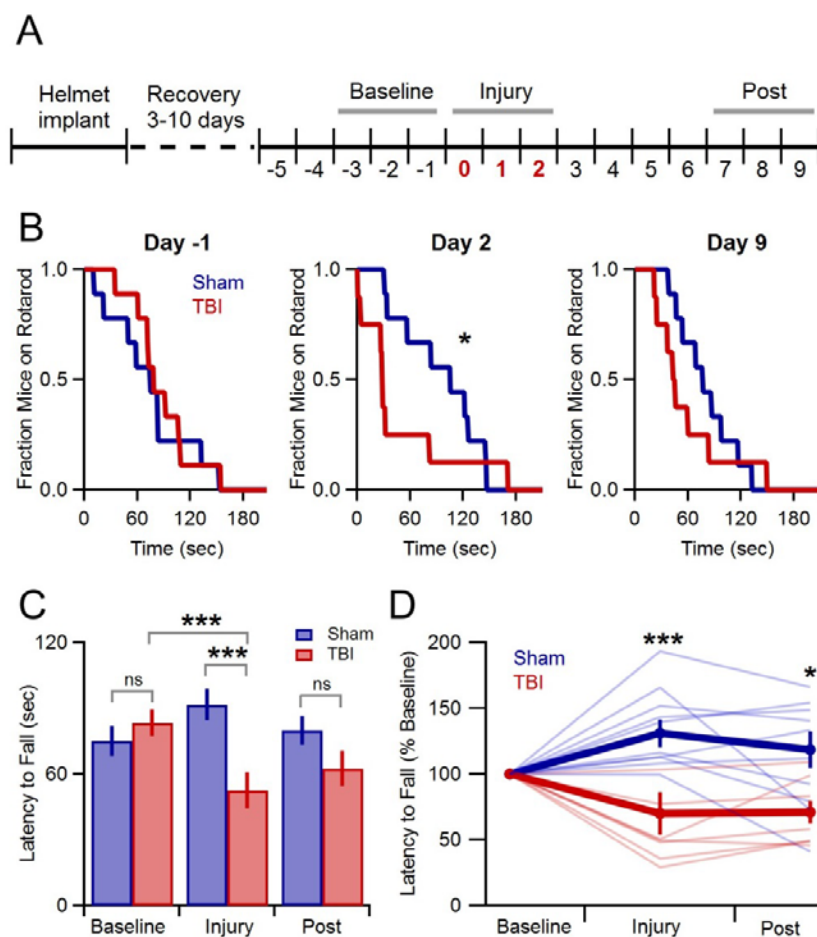 A
Helmet
implant
Recovery
3-10 days
Baseline
Injury
Post
-5 -4 -3 -2 -1 0 1 2 3 4 5 6 7 8 9
B
Day -1
Day 2
Day 9
Fraction Mice on Rotarod
1.0
0.5
0.0
Sham
TBI
0 60 120 180
Time (sec)
Fraction Mice on Rotarod
1.0
0.5
0.0
*
0 60 120 180
Time (sec)
Fraction Mice on Rotarod
1.0
0.5
0.0
0 60 120 180
Time (sec)
C
Latency to Fall (sec)
120
60
0
ns
***
***
ns
Sham
TBI
Baseline Injury Post
D
Latency to Fall (% Baseline)
200
150
100
50
0
Sham
TBI
***
*
Baseline Injury Post